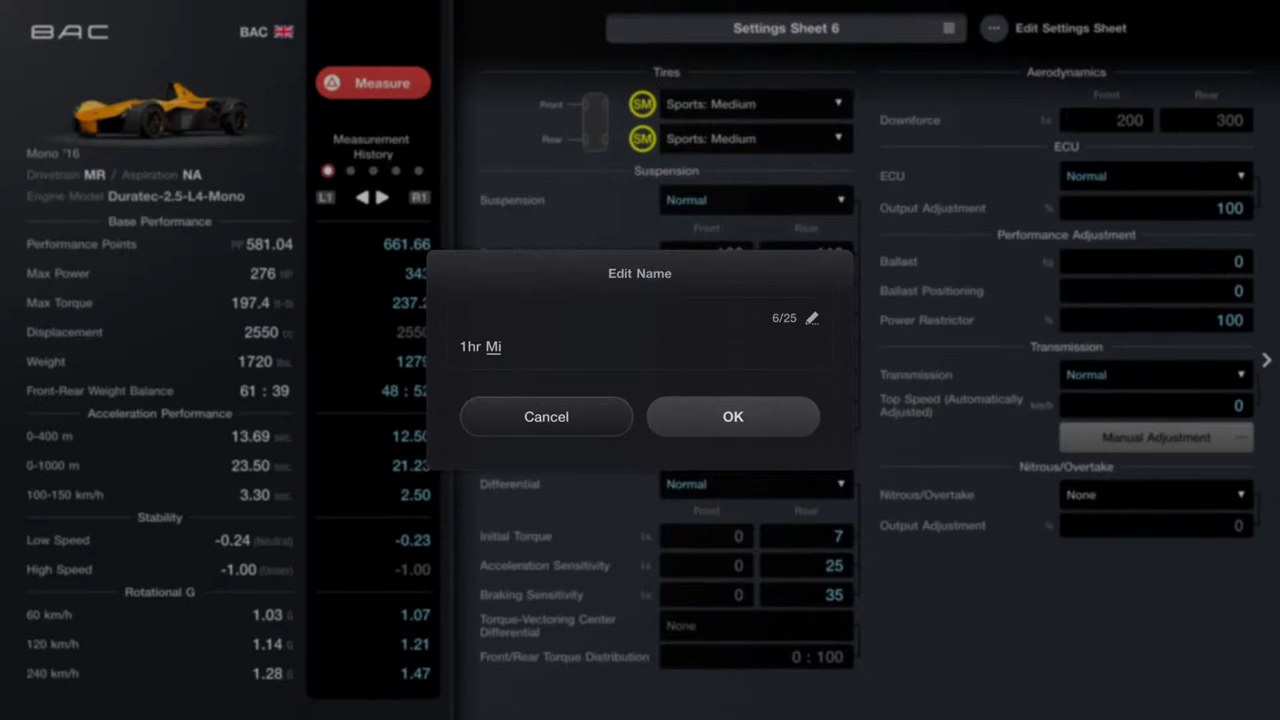 BAC
BAC
Mono '16
Drivetrain MR / Aspiration NA
Engine Model Duratec-2.5-L4-Mono
Base Performance
Performance Points PP 581.04
Max Power 276 HP
Max Torque 197.4 ft-lb
Displacement 2550 cc
Weight 1720 lbs.
Front-Rear Weight Balance 61 : 39
Acceleration Performance
0-400 m 13.69 sec.
0-1000 m 23.50 sec.
100-150 km/h 3.30 sec.
Stability
Low Speed -0.24 (Neutral)
High Speed -1.00 (Under)
Rotational G
60 km/h 1.03 G
120 km/h 1.14 G
240 km/h 1.28 G
Measure
Measurement
History
L1 R1
661.66
343
237.2
2550
1279
48 : 52
12.50
21.23
2.50
-0.23
-1.00
1.07
1.21
1.47
Settings Sheet 6
Edit Settings Sheet
Tires
Front SM Sports: Medium
Rear SM Sports: Medium
Suspension
Suspension Normal
Front Rear
Edit Name
6/25
1hr Mi
Cancel OK
Differential Normal
Front Rear
Initial Torque Lv. 0 7
Acceleration Sensitivity Lv. 0 25
Braking Sensitivity Lv. 0 35
Torque-Vectoring Center
Differential
None
Front/Rear Torque Distribution 0 : 100
Aerodynamics
Front Rear
Downforce Lv. 200 300
ECU
ECU Normal
Output Adjustment % 100
Performance Adjustment
Ballast kg 0
Ballast Positioning 0
Power Restrictor % 100
Transmission
Transmission Normal
Top Speed (Automatically
Adjusted) km/h 0
Manual Adjustment
Nitrous/Overtake
Nitrous/Overtake None
Output Adjustment % 0